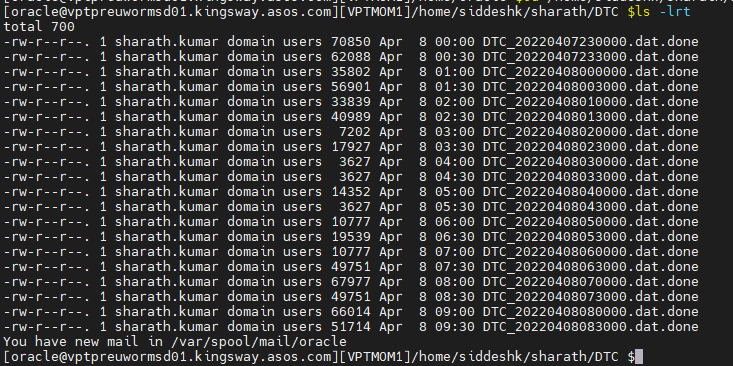 [oracle@vptpreuwormsd01.kingsway.asos.com][VPTMOM1]/home/siddeshk/sharath/DTC $ls -lrt
total 700
-rw-r--r--. 1 sharath.kumar domain users 70850 Apr  8 00:00 DTC_20220407230000.dat.done
-rw-r--r--. 1 sharath.kumar domain users 62088 Apr  8 00:30 DTC_20220407233000.dat.done
-rw-r--r--. 1 sharath.kumar domain users 35802 Apr  8 01:00 DTC_20220408000000.dat.done
-rw-r--r--. 1 sharath.kumar domain users 56901 Apr  8 01:30 DTC_20220408003000.dat.done
-rw-r--r--. 1 sharath.kumar domain users 33839 Apr  8 02:00 DTC_20220408010000.dat.done
-rw-r--r--. 1 sharath.kumar domain users 40989 Apr  8 02:30 DTC_20220408013000.dat.done
-rw-r--r--. 1 sharath.kumar domain users  7202 Apr  8 03:00 DTC_20220408020000.dat.done
-rw-r--r--. 1 sharath.kumar domain users 17927 Apr  8 03:30 DTC_20220408023000.dat.done
-rw-r--r--. 1 sharath.kumar domain users  3627 Apr  8 04:00 DTC_20220408030000.dat.done
-rw-r--r--. 1 sharath.kumar domain users  3627 Apr  8 04:30 DTC_20220408033000.dat.done
-rw-r--r--. 1 sharath.kumar domain users 14352 Apr  8 05:00 DTC_20220408040000.dat.done
-rw-r--r--. 1 sharath.kumar domain users  3627 Apr  8 05:30 DTC_20220408043000.dat.done
-rw-r--r--. 1 sharath.kumar domain users 10777 Apr  8 06:00 DTC_20220408050000.dat.done
-rw-r--r--. 1 sharath.kumar domain users 19539 Apr  8 06:30 DTC_20220408053000.dat.done
-rw-r--r--. 1 sharath.kumar domain users 10777 Apr  8 07:00 DTC_20220408060000.dat.done
-rw-r--r--. 1 sharath.kumar domain users 49751 Apr  8 07:30 DTC_20220408063000.dat.done
-rw-r--r--. 1 sharath.kumar domain users 67977 Apr  8 08:00 DTC_20220408070000.dat.done
-rw-r--r--. 1 sharath.kumar domain users 49751 Apr  8 08:30 DTC_20220408073000.dat.done
-rw-r--r--. 1 sharath.kumar domain users 66014 Apr  8 09:00 DTC_20220408080000.dat.done
-rw-r--r--. 1 sharath.kumar domain users 51714 Apr  8 09:30 DTC_20220408083000.dat.done
You have new mail in /var/spool/mail/oracle
[oracle@vptpreuwormsd01.kingsway.asos.com][VPTMOM1]/home/siddeshk/sharath/DTC $